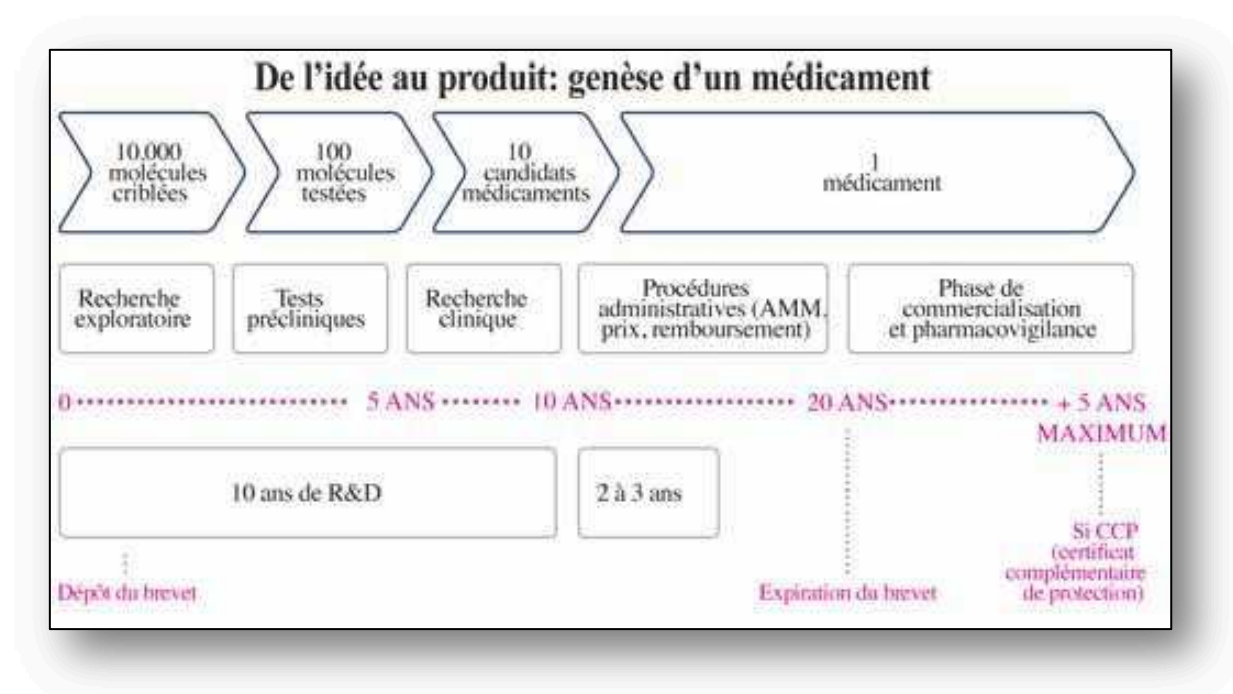 De l'idée au produit: genèse d'un médicament
10.000
molécules
criblées
100
molécules
testées
10
candidats
médicaments
1
médicament
Recherche
exploratoire
Tests
précliniques
Recherche
clinique
Procédures
administratives (AMM,
prix, remboursement)
Phase de
commercialisation
et pharmacovigilance
0 5 ANS 10 ANS 20 ANS + 5 ANS
MAXIMUM
10 ans de R&D
2 à 3 ans
Dépôt du brevet
Expiration du brevet
Si CCP
(certificat
complémentaire
de protection)